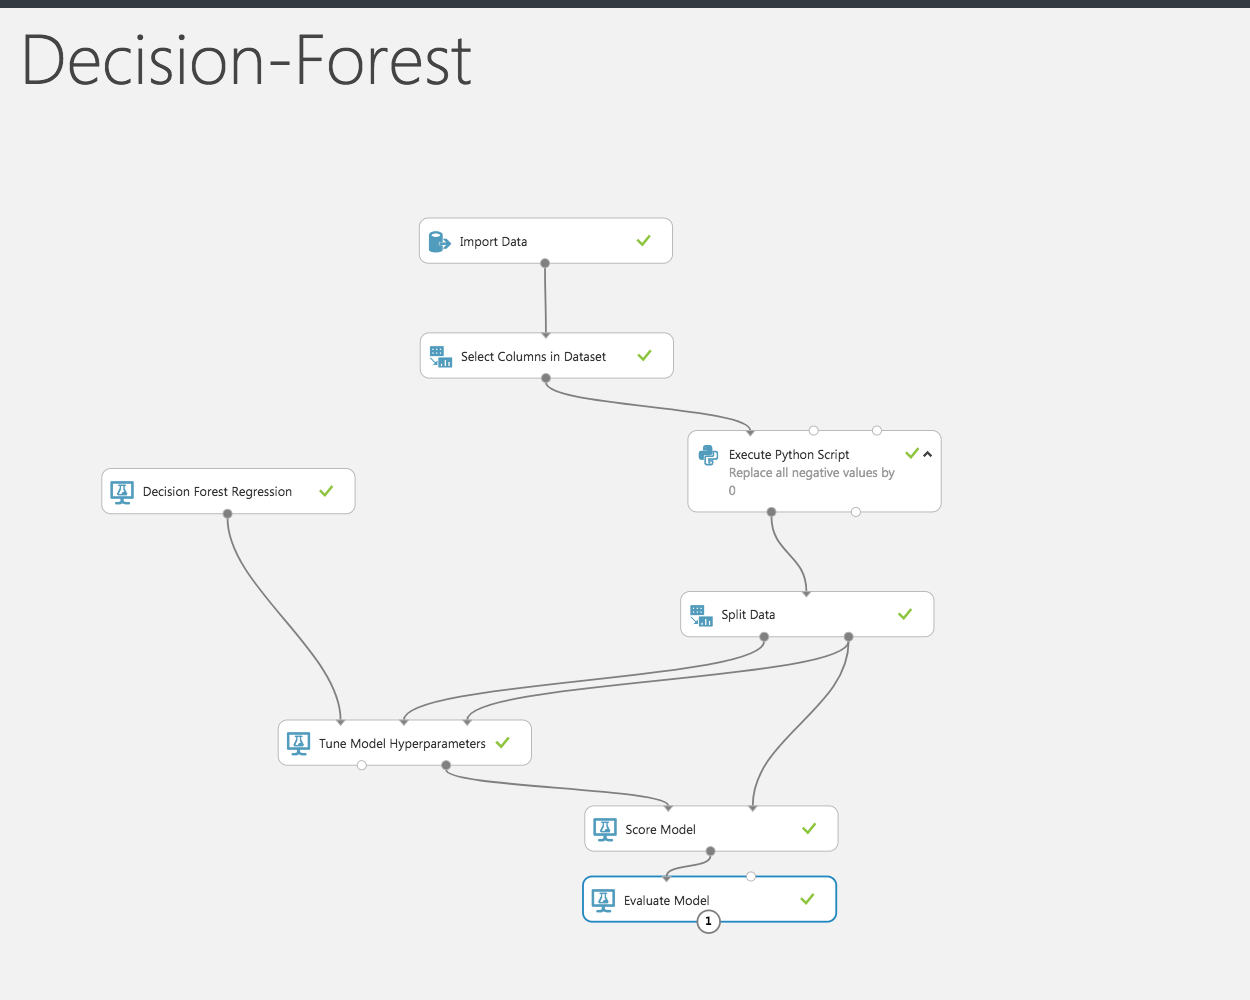 Decision-Forest
Import Data
Select Columns in Dataset
Execute Python Script
Replace all negative values by
0
Decision Forest Regression
Split Data
Tune Model Hyperparameters
Score Model
Evaluate Model
1